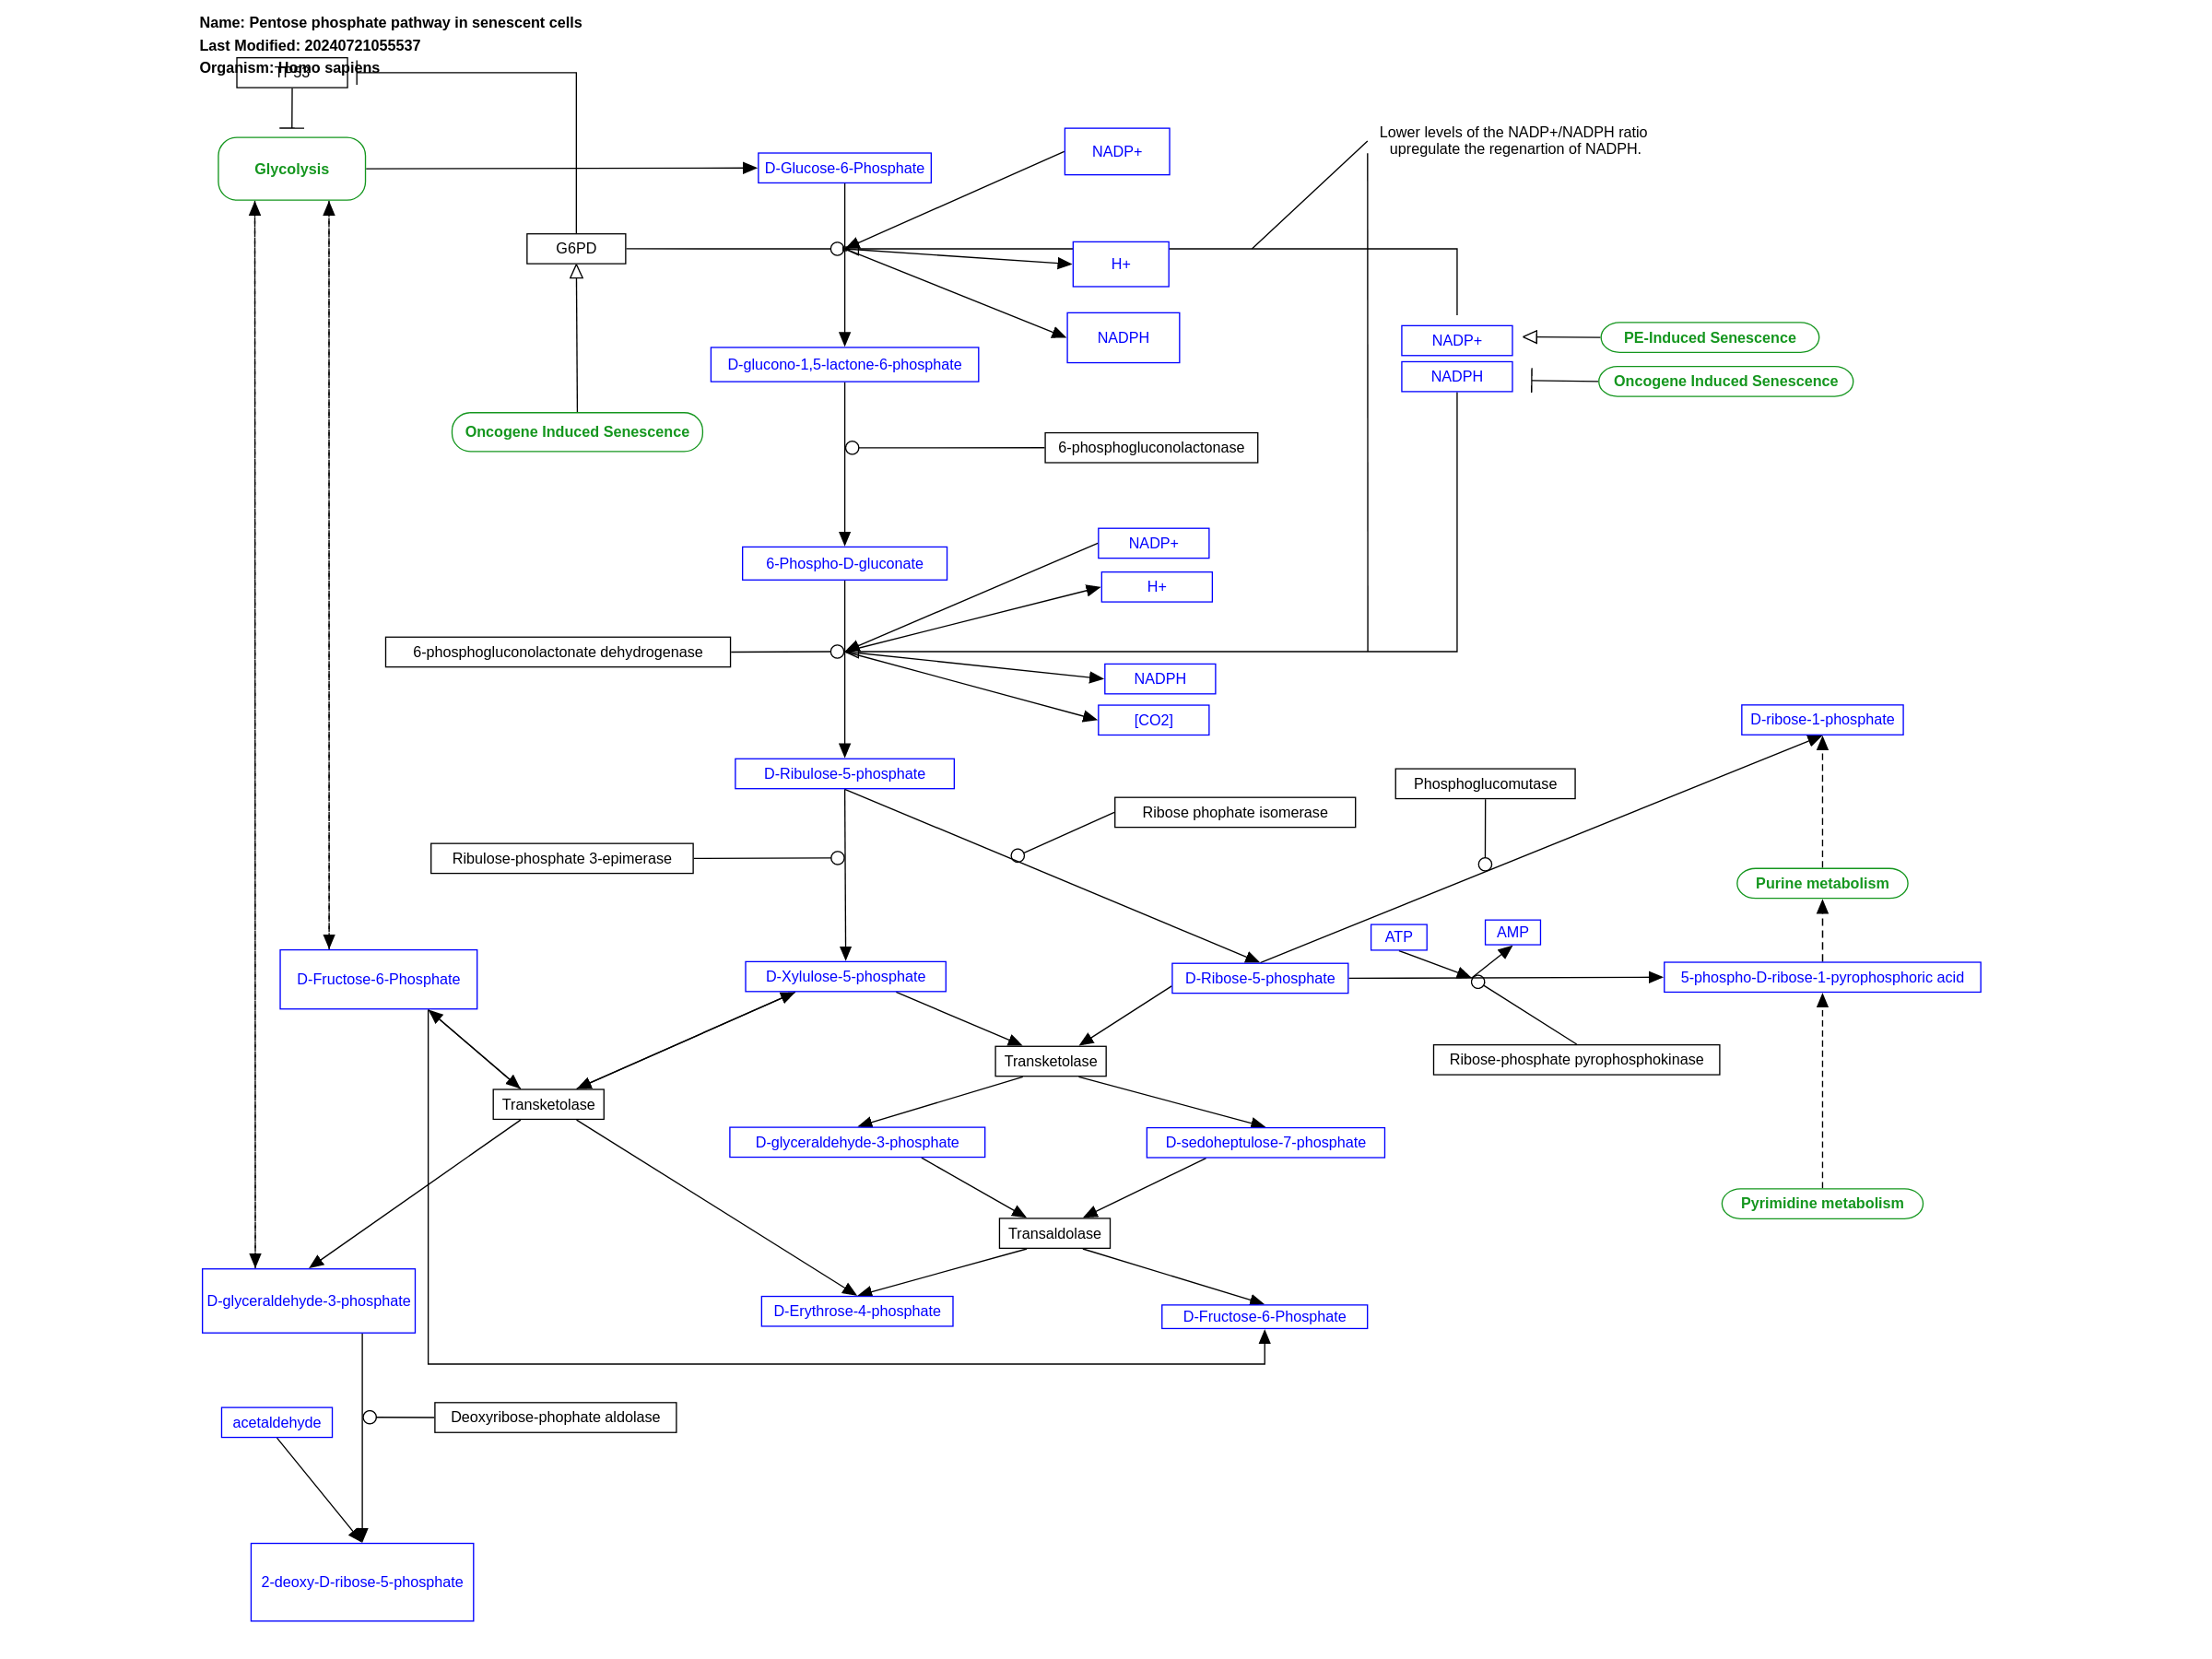 Name: Pentose phosphate pathway in senescent cells
Last Modified: 20240721055537
Organism: Homo sapiens
TP53
Glycolysis
D-Glucose-6-Phosphate
NADP+
Lower levels of the NADP+/NADPH ratio
upregulate the regenartion of NADPH.
G6PD
H+
NADPH
D-glucono-1,5-lactone-6-phosphate
NADP+
NADPH
PE-Induced Senescence
Oncogene Induced Senescence
Oncogene Induced Senescence
6-phosphogluconolactonase
6-Phospho-D-gluconate
NADP+
H+
6-phosphogluconolactonate dehydrogenase
NADPH
[CO2]
D-ribose-1-phosphate
D-Ribulose-5-phosphate
Phosphoglucomutase
Ribose phophate isomerase
Ribulose-phosphate 3-epimerase
Purine metabolism
ATP
AMP
D-Fructose-6-Phosphate
D-Xylulose-5-phosphate
D-Ribose-5-phosphate
5-phospho-D-ribose-1-pyrophosphoric acid
Transketolase
Ribose-phosphate pyrophosphokinase
Transketolase
D-glyceraldehyde-3-phosphate
D-sedoheptulose-7-phosphate
Pyrimidine metabolism
Transaldolase
D-glyceraldehyde-3-phosphate
D-Erythrose-4-phosphate
D-Fructose-6-Phosphate
acetaldehyde
Deoxyribose-phophate aldolase
2-deoxy-D-ribose-5-phosphate